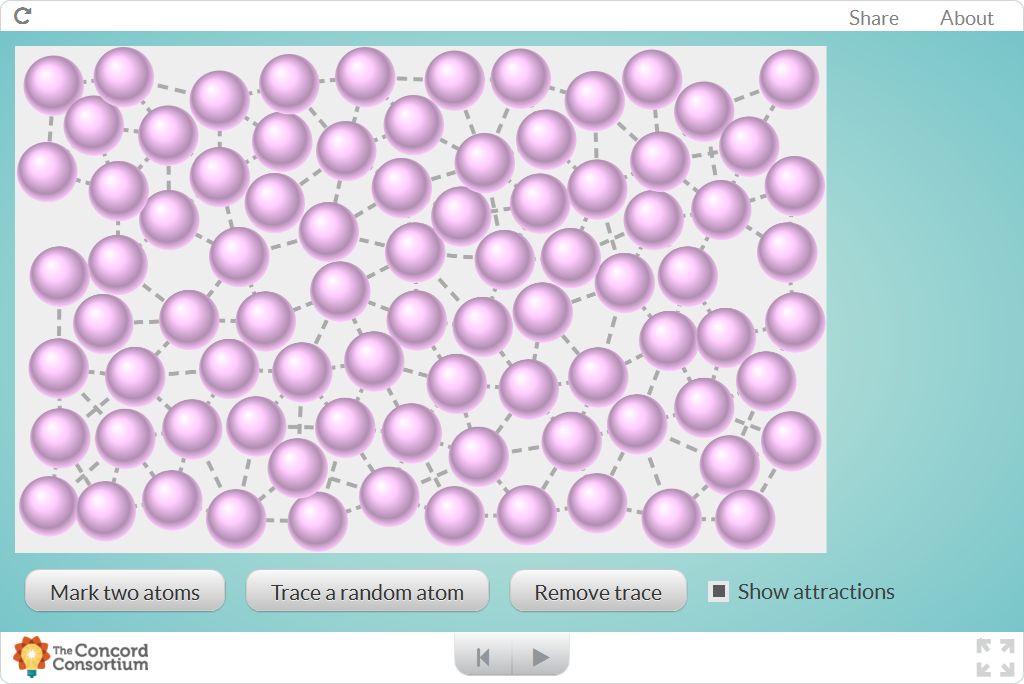 Share About
Mark two atoms Trace a random atom Remove trace Show attractions
The Concord
Consortium